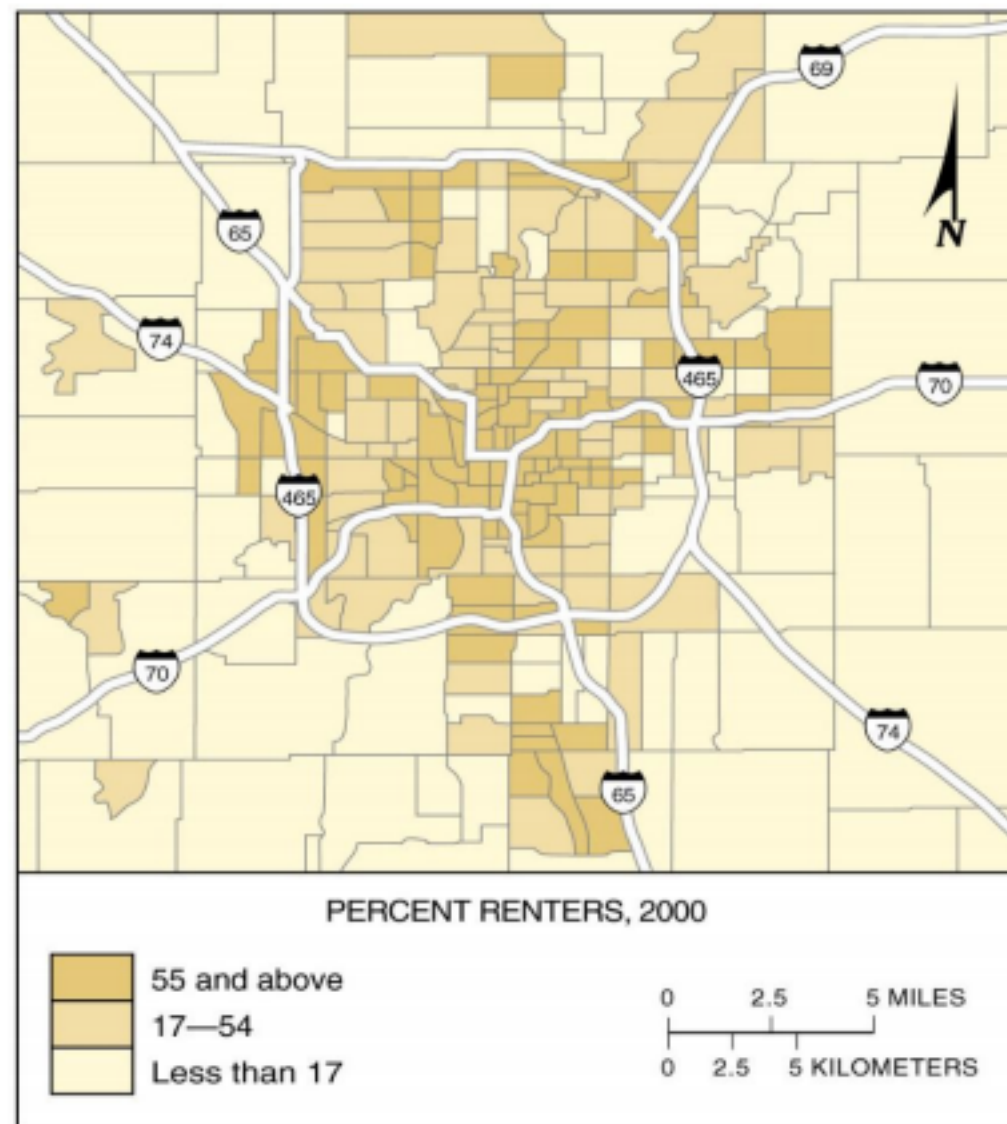 69
65
N
74
465
70
465
70
74
65
PERCENT RENTERS, 2000
55 and above
17—54
Less than 17
0 2.5 5 MILES
0 2.5 5 KILOMETERS